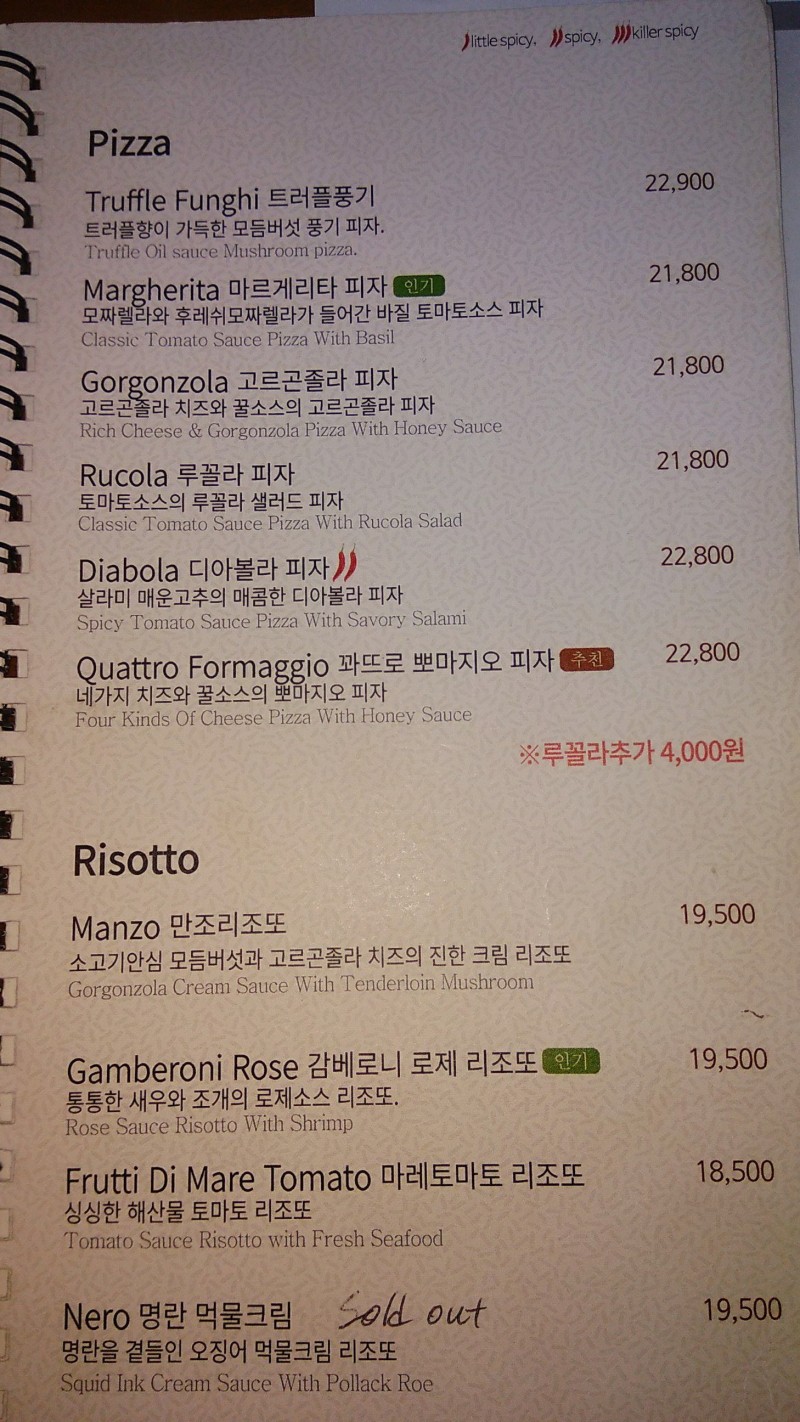 little spicy, spicy, killer spicy
Pizza
Truffle Funghi 트러플풍기 22,900
트러플향이 가득한 모듬버섯 풍기 피자.
Truffle Oil sauce Mushroom pizza.
Margherita 마르게리타 피자 인기 21,800
모짜렐라와 후레쉬모짜렐라가 들어간 바질 토마토소스 피자
Classic Tomato Sauce Pizza With Basil
Gorgonzola 고르곤졸라 피자 21,800
고르곤졸라 치즈와 꿀소스의 고르곤졸라 피자
Rich Cheese & Gorgonzola Pizza With Honey Sauce
Rucola 루꼴라 피자 21,800
토마토소스의 루꼴라 샐러드 피자
Classic Tomato Sauce Pizza With Rucola Salad
Diabola 디아볼라 피자 22,800
살라미 매운고추의 매콤한 디아볼라 피자
Spicy Tomato Sauce Pizza With Savory Salami
Quattro Formaggio 꽈뜨로 뽀마지오 피자 추천 22,800
네가지 치즈와 꿀소스의 뽀마지오 피자
Four Kinds Of Cheese Pizza With Honey Sauce
※루꼴라추가 4,000원
Risotto
Manzo 만조리조또 19,500
소고기안심 모듬버섯과 고르곤졸라 치즈의 진한 크림 리조또
Gorgonzola Cream Sauce With Tenderloin Mushroom
Gamberoni Rose 감베로니 로제 리조또 인기 19,500
통통한 새우와 조개의 로제소스 리조또.
Rose Sauce Risotto With Shrimp
Frutti Di Mare Tomato 마레토마토 리조또 18,500
싱싱한 해산물 토마토 리조또
Tomato Sauce Risotto with Fresh Seafood
Nero 명란 먹물크림 Sold out 19,500
명란을 곁들인 오징어 먹물크림 리조또
Squid Ink Cream Sauce With Pollack Roe